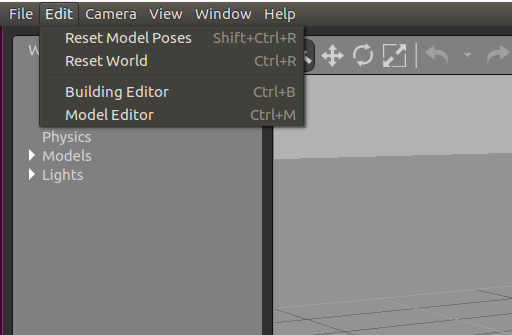 File Edit Camera View Window Help
Reset Model Poses Shift+Ctrl+R
Reset World Ctrl+R
Building Editor Ctrl+B
Model Editor Ctrl+M
Physics
Models
Lights